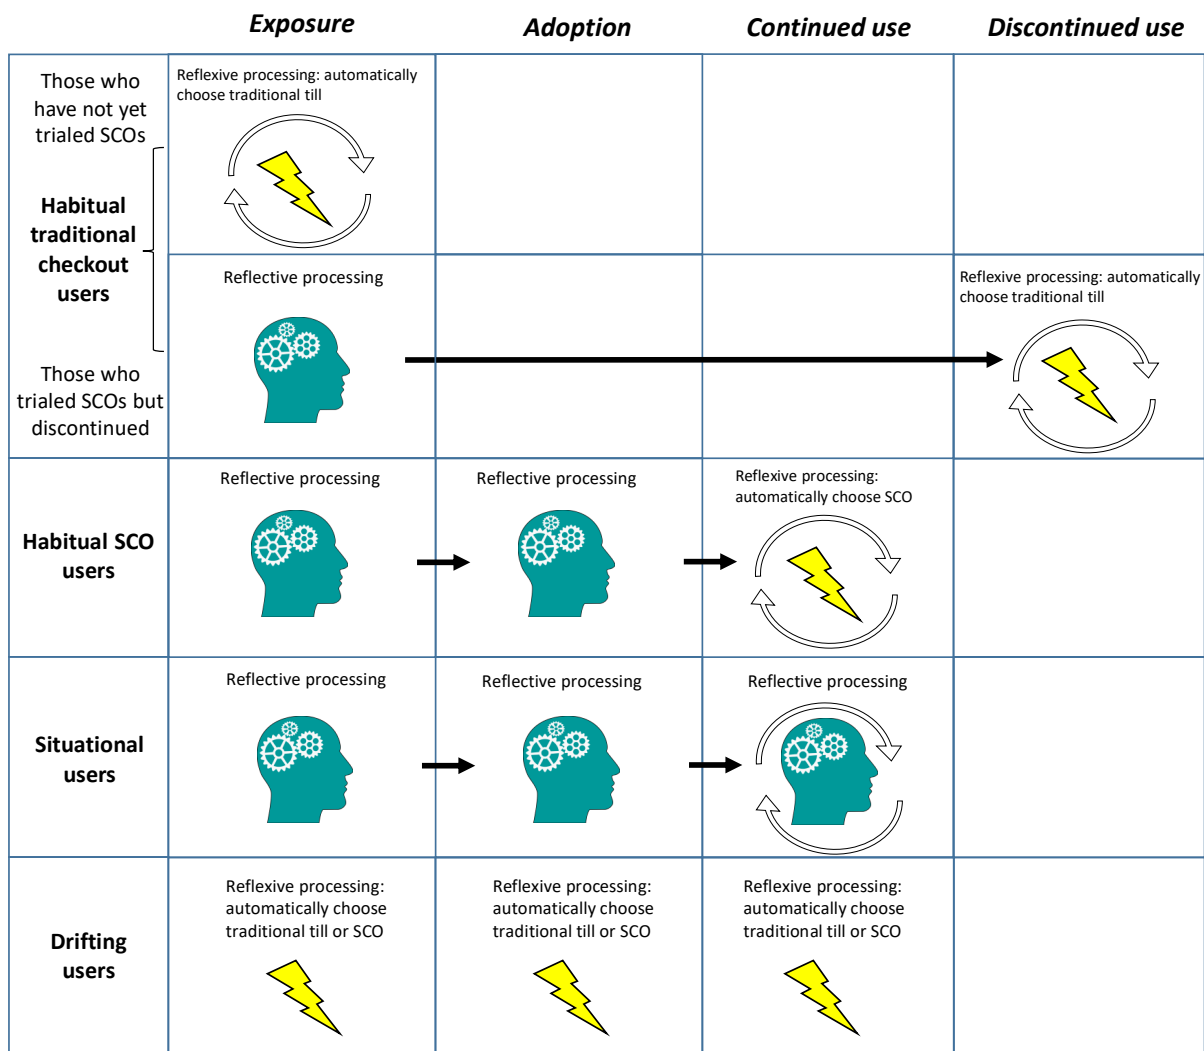 Exposure
Adoption
Continued use
Discontinued use
Those who
have not yet
trialed SCOs
Reflexive processing: automatically
choose traditional till
Habitual
traditional
checkout
users
Reflective processing
Reflexive processing: automatically
choose traditional till
Those who
trialed SCOs but
discontinued
Habitual SCO
users
Reflective processing
Reflective processing
Reflexive processing:
automatically choose SCO
Situational
users
Reflective processing
Reflective processing
Reflective processing
Drifting
users
Reflexive processing:
automatically choose
traditional till or SCO
Reflexive processing:
automatically choose
traditional till or SCO
Reflexive processing:
automatically choose
traditional till or SCO